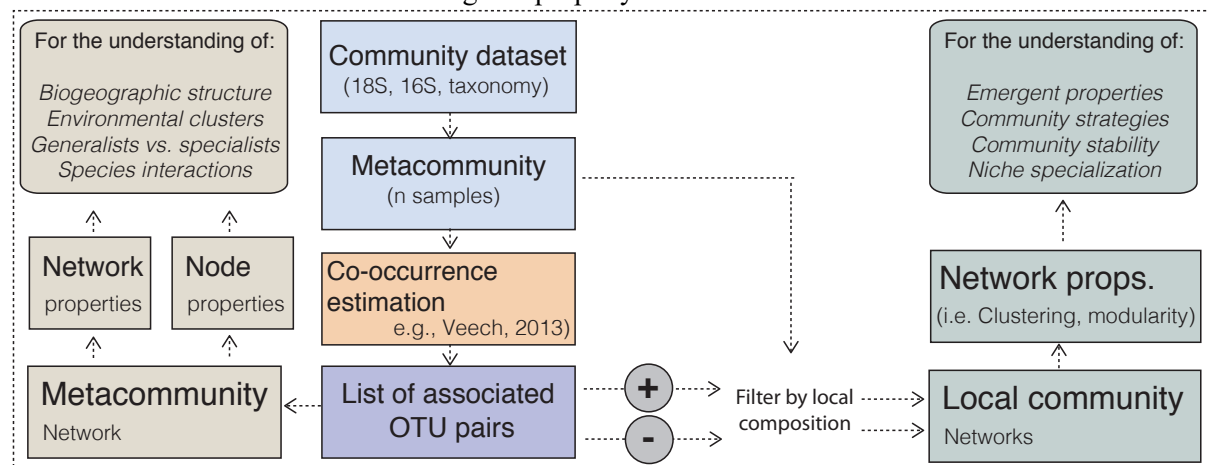 For the understanding of:
Biogeographic structure
Environmental clusters
Generalists vs. specialists
Species interactions
Network
properties
Node
properties
Metacommunity
Network
Community dataset
(18S, 16S, taxonomy)
Metacommunity
(n samples)
Co-occurrence
estimation
e.g., Veech, 2013)
List of associated
OTU pairs
+
-
Filter by local
composition
For the understanding of:
Emergent properties
Community strategies
Community stability
Niche specialization
Network props.
(i.e. Clustering, modularity)
Local community
Networks